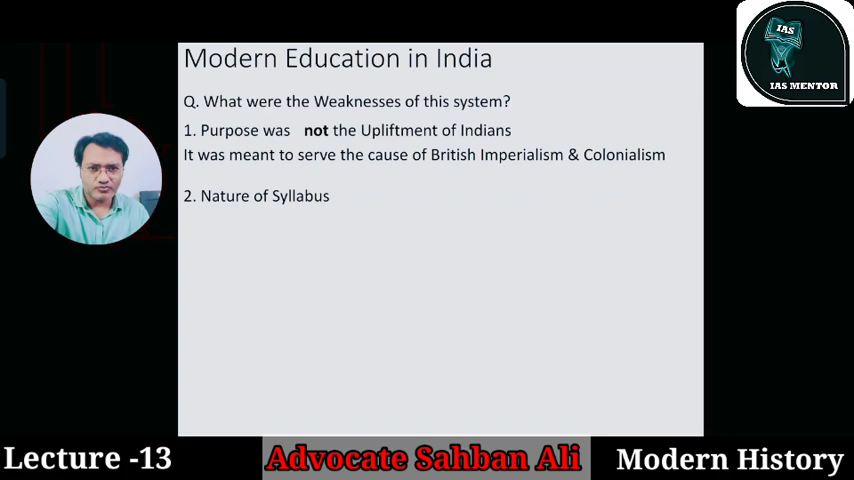 Modern Education in India
Q. What were the Weaknesses of this system?
1. Purpose was not the Upliftment of Indians
It was meant to serve the cause of British Imperialism & Colonialism
2. Nature of Syllabus
IAS
IAS MENTOR
Lecture -13
Advocate Sahban Ali
Modern History